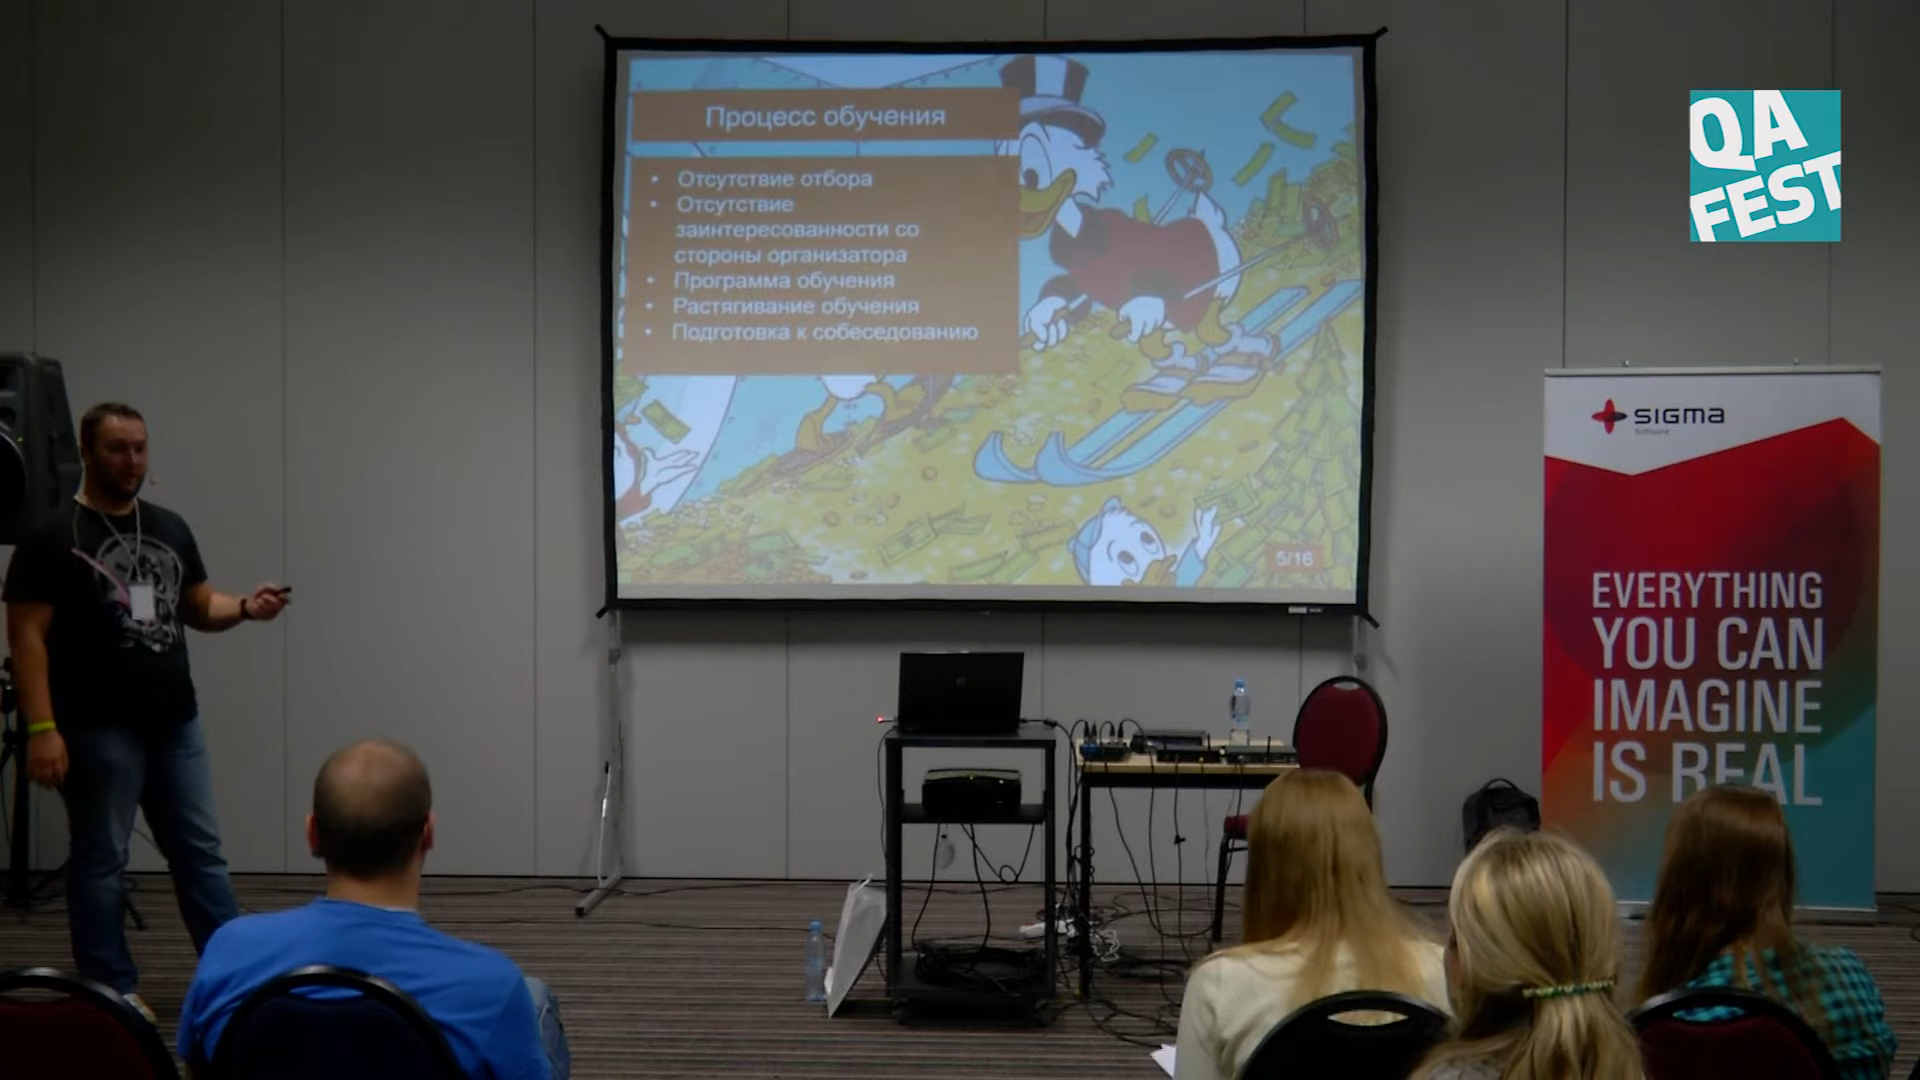 Процесс обучения
• Отсутствие отбора
• Отсутствие
заинтересованности со
стороны организатора
• Программа обучения
• Растягивание обучения
• Подготовка к собеседованию
5/16
QA
FEST
SIGMA
Software
EVERYTHING
YOU CAN
IMAGINE
IS REAL